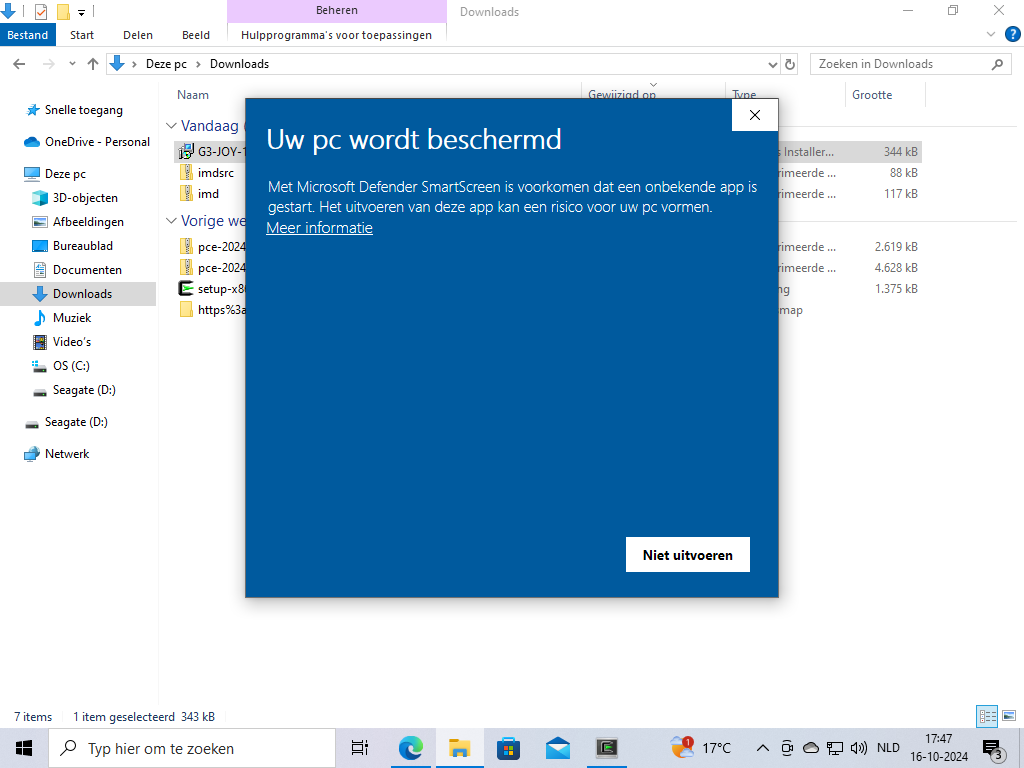 Beheren
Downloads
Bestand Start Delen Beeld Hulpprogramma's voor toepassingen
Deze pc Downloads
Zoeken in Downloads
Naam Gewijzigd op Type Grootte
Snelle toegang
OneDrive - Personal
Deze pc
3D-objecten
Afbeeldingen
Bureaublad
Documenten
Downloads
Muziek
Video's
OS (C:)
Seagate (D:)
Seagate (D:)
Netwerk
Vandaag (
G3-JOY-1 s Installer... 344 kB
imdsrc rimeerde ... 88 kB
imd rimeerde ... 117 kB
Vorige we
pce-2024 rimeerde ... 2.619 kB
pce-2024 rimeerde ... 4.628 kB
setup-x8 ng 1.375 kB
https%3a smap
Uw pc wordt beschermd
Met Microsoft Defender SmartScreen is voorkomen dat een onbekende app is
gestart. Het uitvoeren van deze app kan een risico voor uw pc vormen.
Meer informatie
Niet uitvoeren
7 items 1 item geselecteerd 343 kB
Typ hier om te zoeken
1
17°C
NLD
17:47
16-10-2024
3